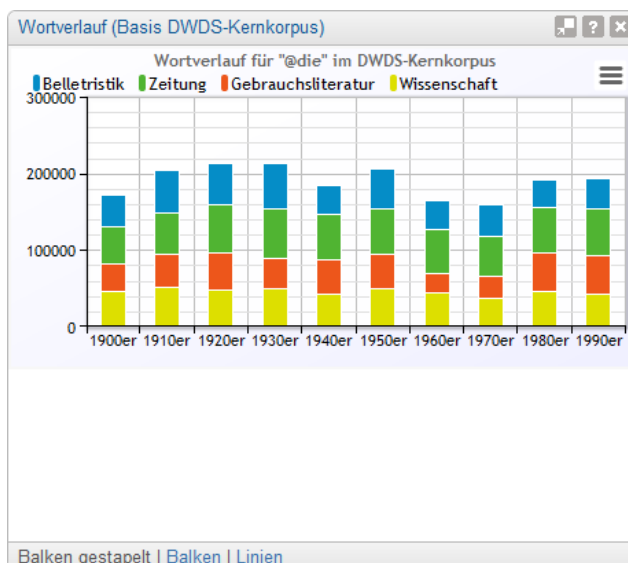 Wortverlauf (Basis DWDS-Kernkorpus)
Wortverlauf für "@die" im DWDS-Kernkorpus
Belletristik Zeitung Gebrauchsliteratur Wissenschaft
300000
200000
100000
0
1900er 1910er 1920er 1930er 1940er 1950er 1960er 1970er 1980er 1990er
Balken gestapelt | Balken | Linien